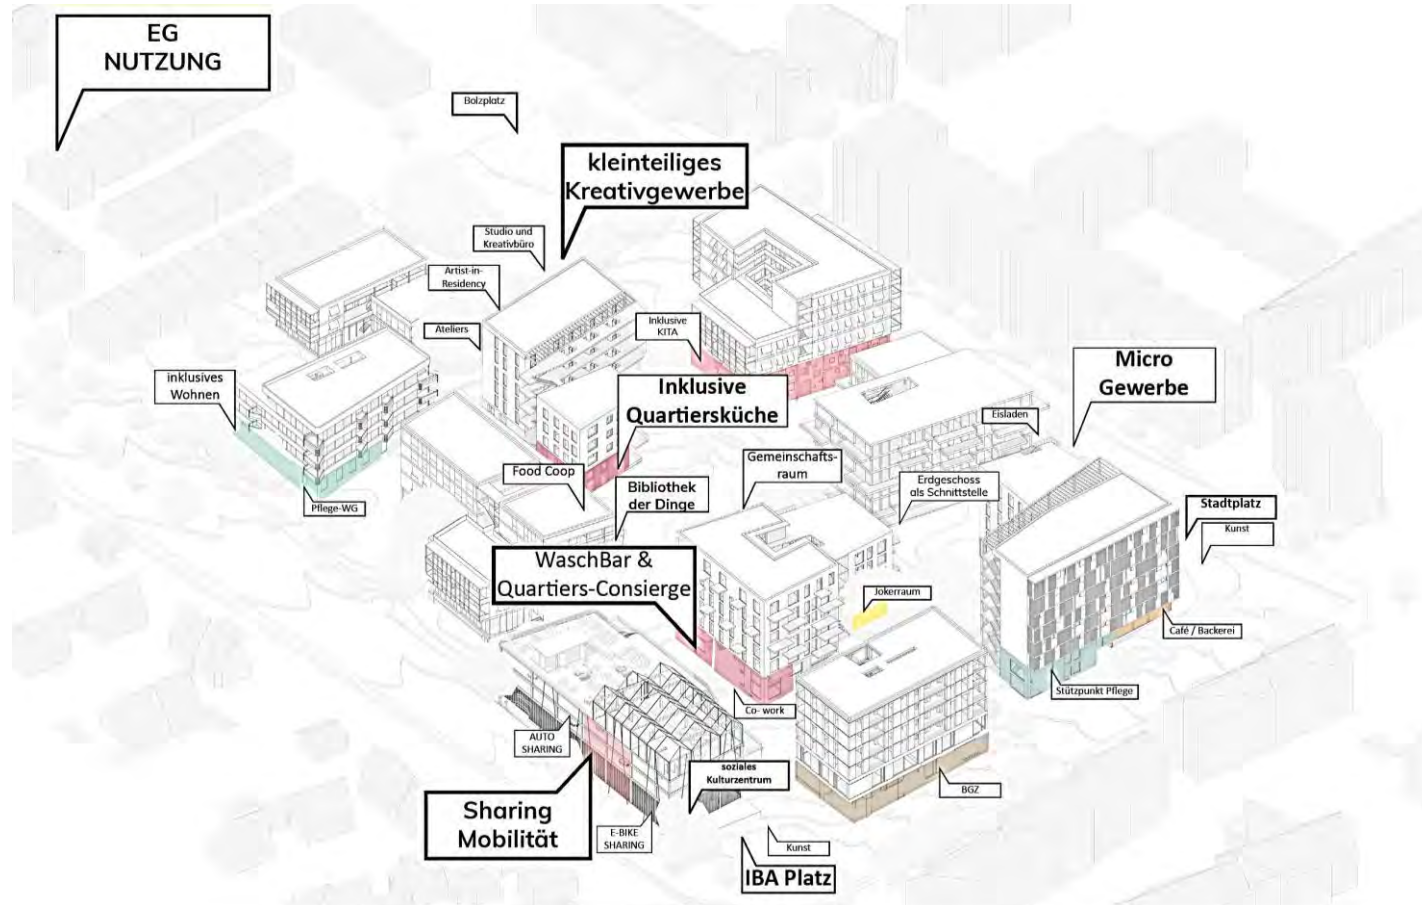 EG
NUTZUNG
Bolzplatz
kleinteiliges
Kreativgewerbe
Studio und
Kreativbüro
Artist-in-
Residency
Ateliers
Inklusive
KITA
inklusives
Wohnen
Inklusive
Quartiersküche
Micro
Gewerbe
Eisladen
Gemeinschafts-
raum
Food Coop
Erdgeschoss
als Schnittstelle
Bibliothek
der Dinge
Pflege-WG
Stadtplatz
Kunst
WaschBar &
Quartiers-Consierge
Jokerraum
Café / Backerei
Stützpunkt Pflege
Co- work
AUTO
SHARING
soziales
Kulturzentrum
BGZ
Sharing
Mobilität
E-BIKE
SHARING
Kunst
IBA Platz